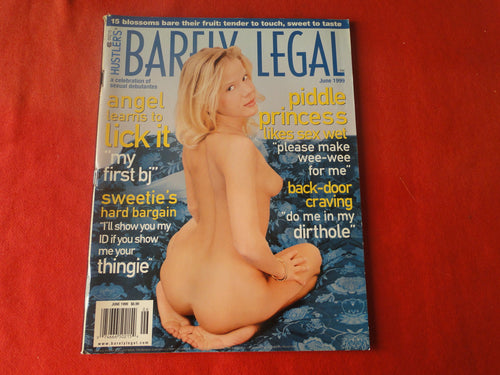 15 blossoms bare their fruit: tender to touch, sweet to taste
HUSTLER'S
BARELY LEGAL
a celebration of
sexual debutantes
June 1999
angel
learns to
lick it
"my
first bj"
sweetie's
hard bargain
"I'll show you my
ID if you show
me your
thingie"
piddle
princess
likes sex wet
"please make
wee-wee
for me"
back-door
craving
"do me in my
dirthole"
www.barelylegal.com